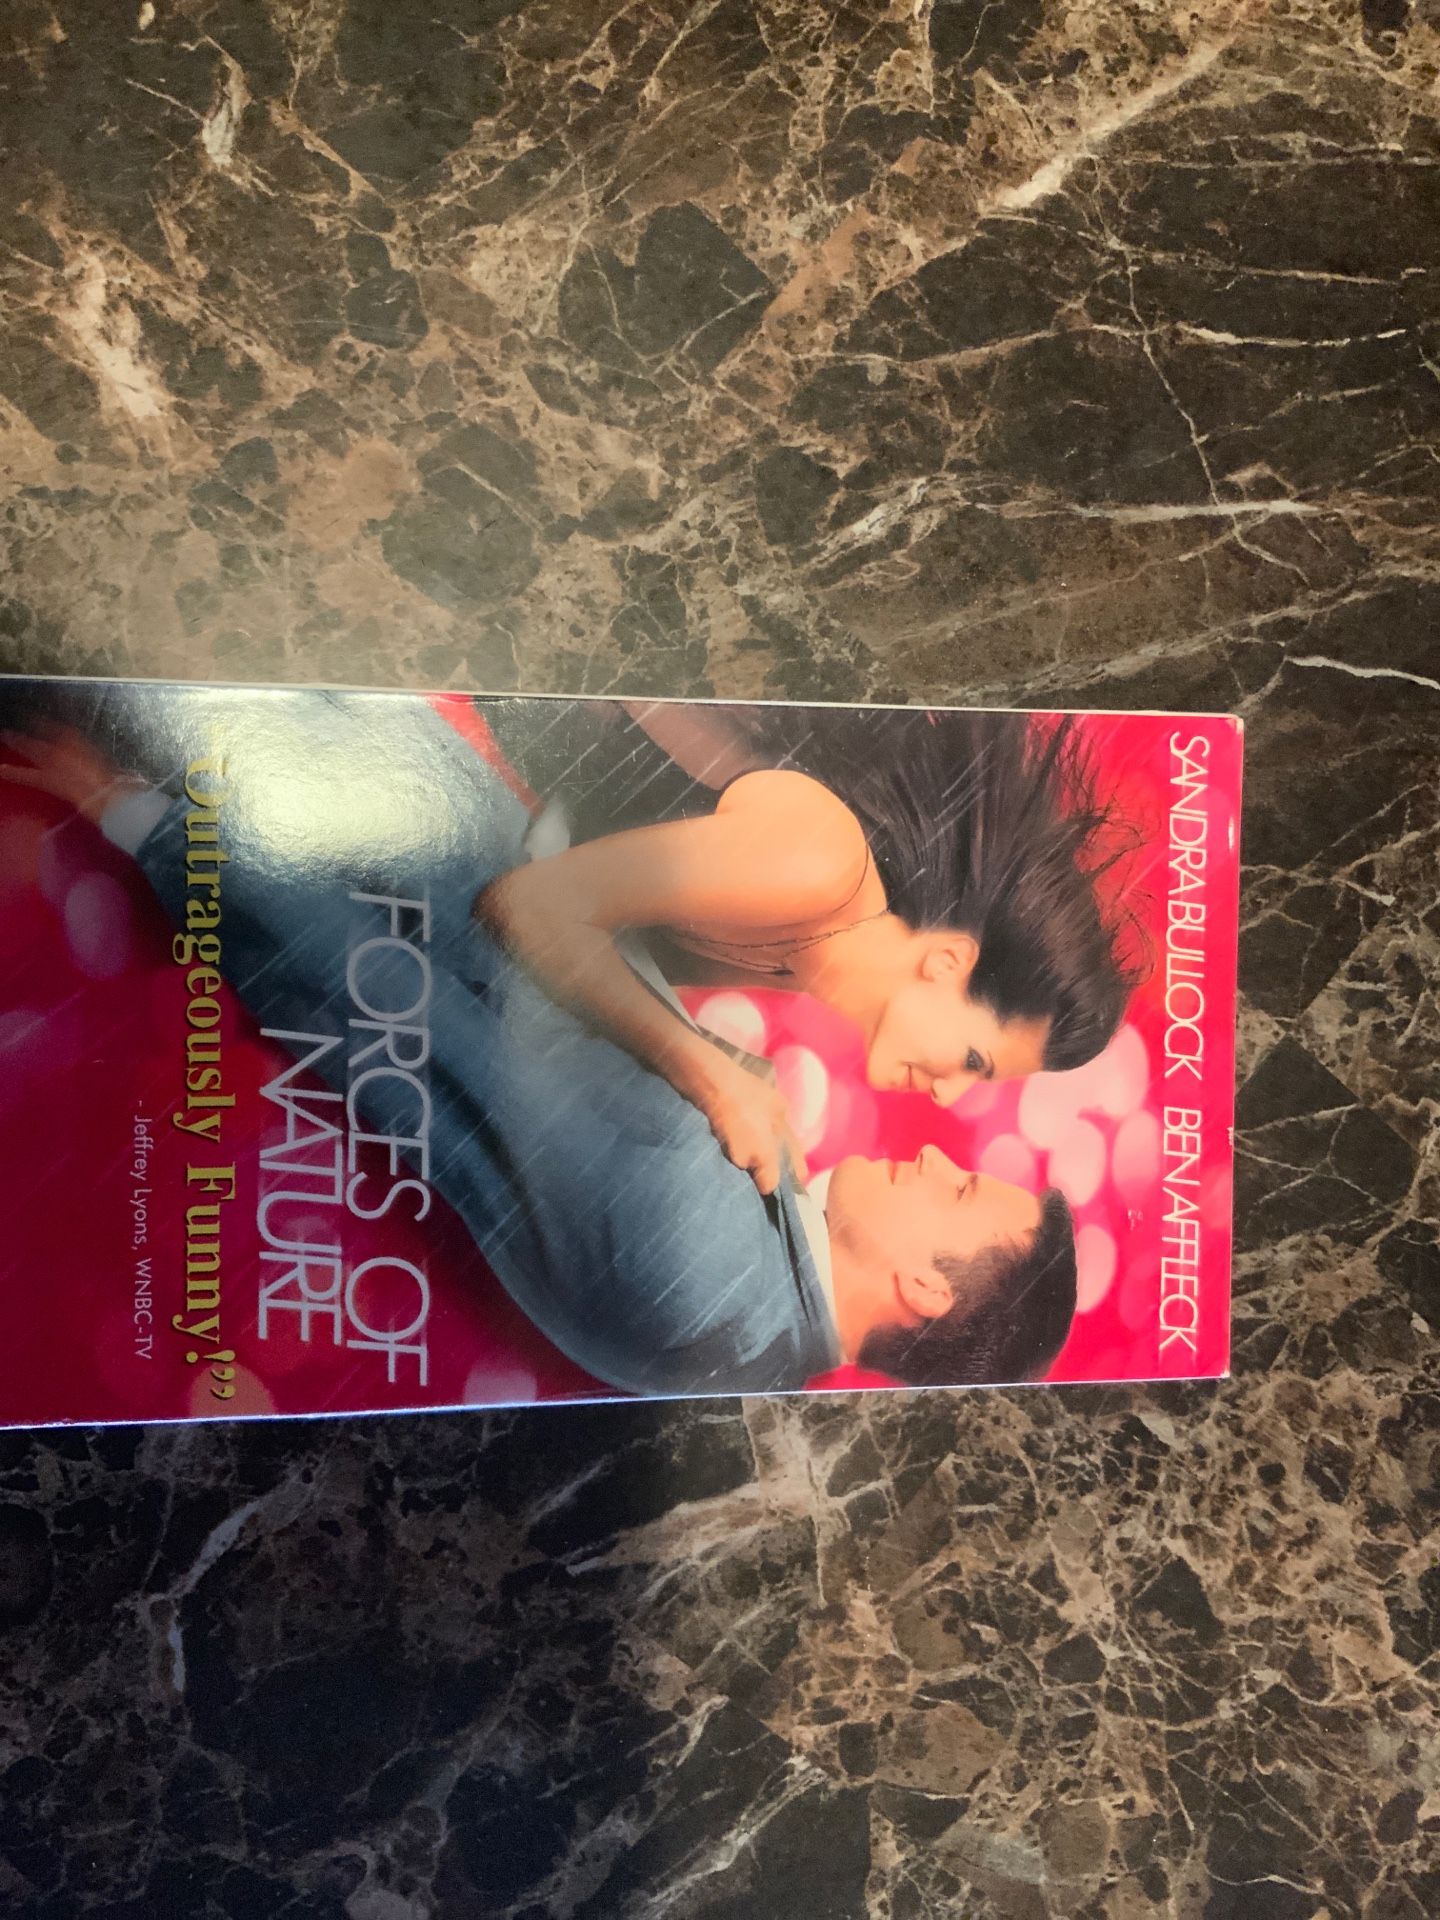 SANDRA BULLOCK BEN AFFLECK
FORCES OF
NATURE
"Outrageously Funny!"
- Jeffrey Lyons, WNBC-TV